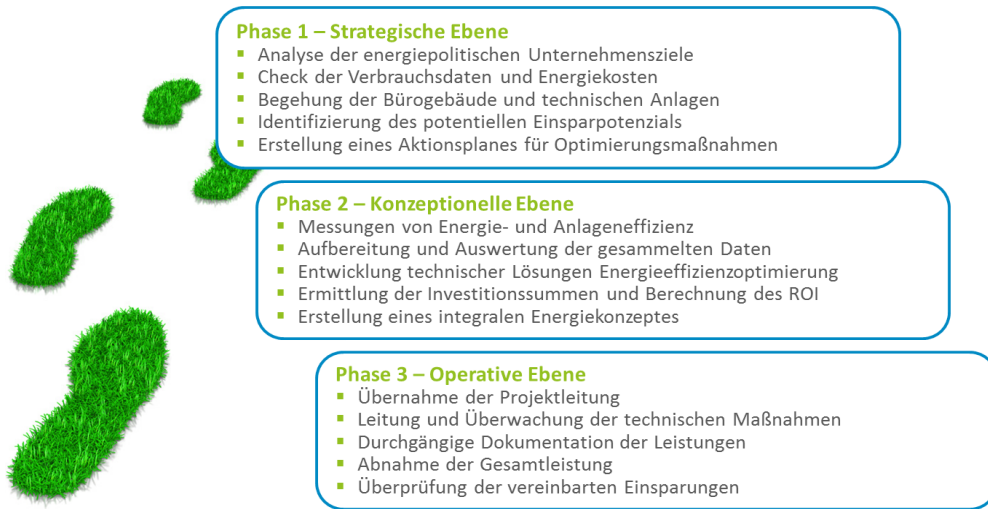 Phase 1 – Strategische Ebene
▪ Analyse der energiepolitischen Unternehmensziele
▪ Check der Verbrauchsdaten und Energiekosten
▪ Begehung der Bürogebäude und technischen Anlagen
▪ Identifizierung des potentiellen Einsparpotenzials
▪ Erstellung eines Aktionsplanes für Optimierungsmaßnahmen
Phase 2 – Konzeptionelle Ebene
▪ Messungen von Energie- und Anlageneffizienz
▪ Aufbereitung und Auswertung der gesammelten Daten
▪ Entwicklung technischer Lösungen Energieeffizienzoptimierung
▪ Ermittlung der Investitionssummen und Berechnung des ROI
▪ Erstellung eines integralen Energiekonzeptes
Phase 3 – Operative Ebene
▪ Übernahme der Projektleitung
▪ Leitung und Überwachung der technischen Maßnahmen
▪ Durchgängige Dokumentation der Leistungen
▪ Abnahme der Gesamtleistung
▪ Überprüfung der vereinbarten Einsparungen